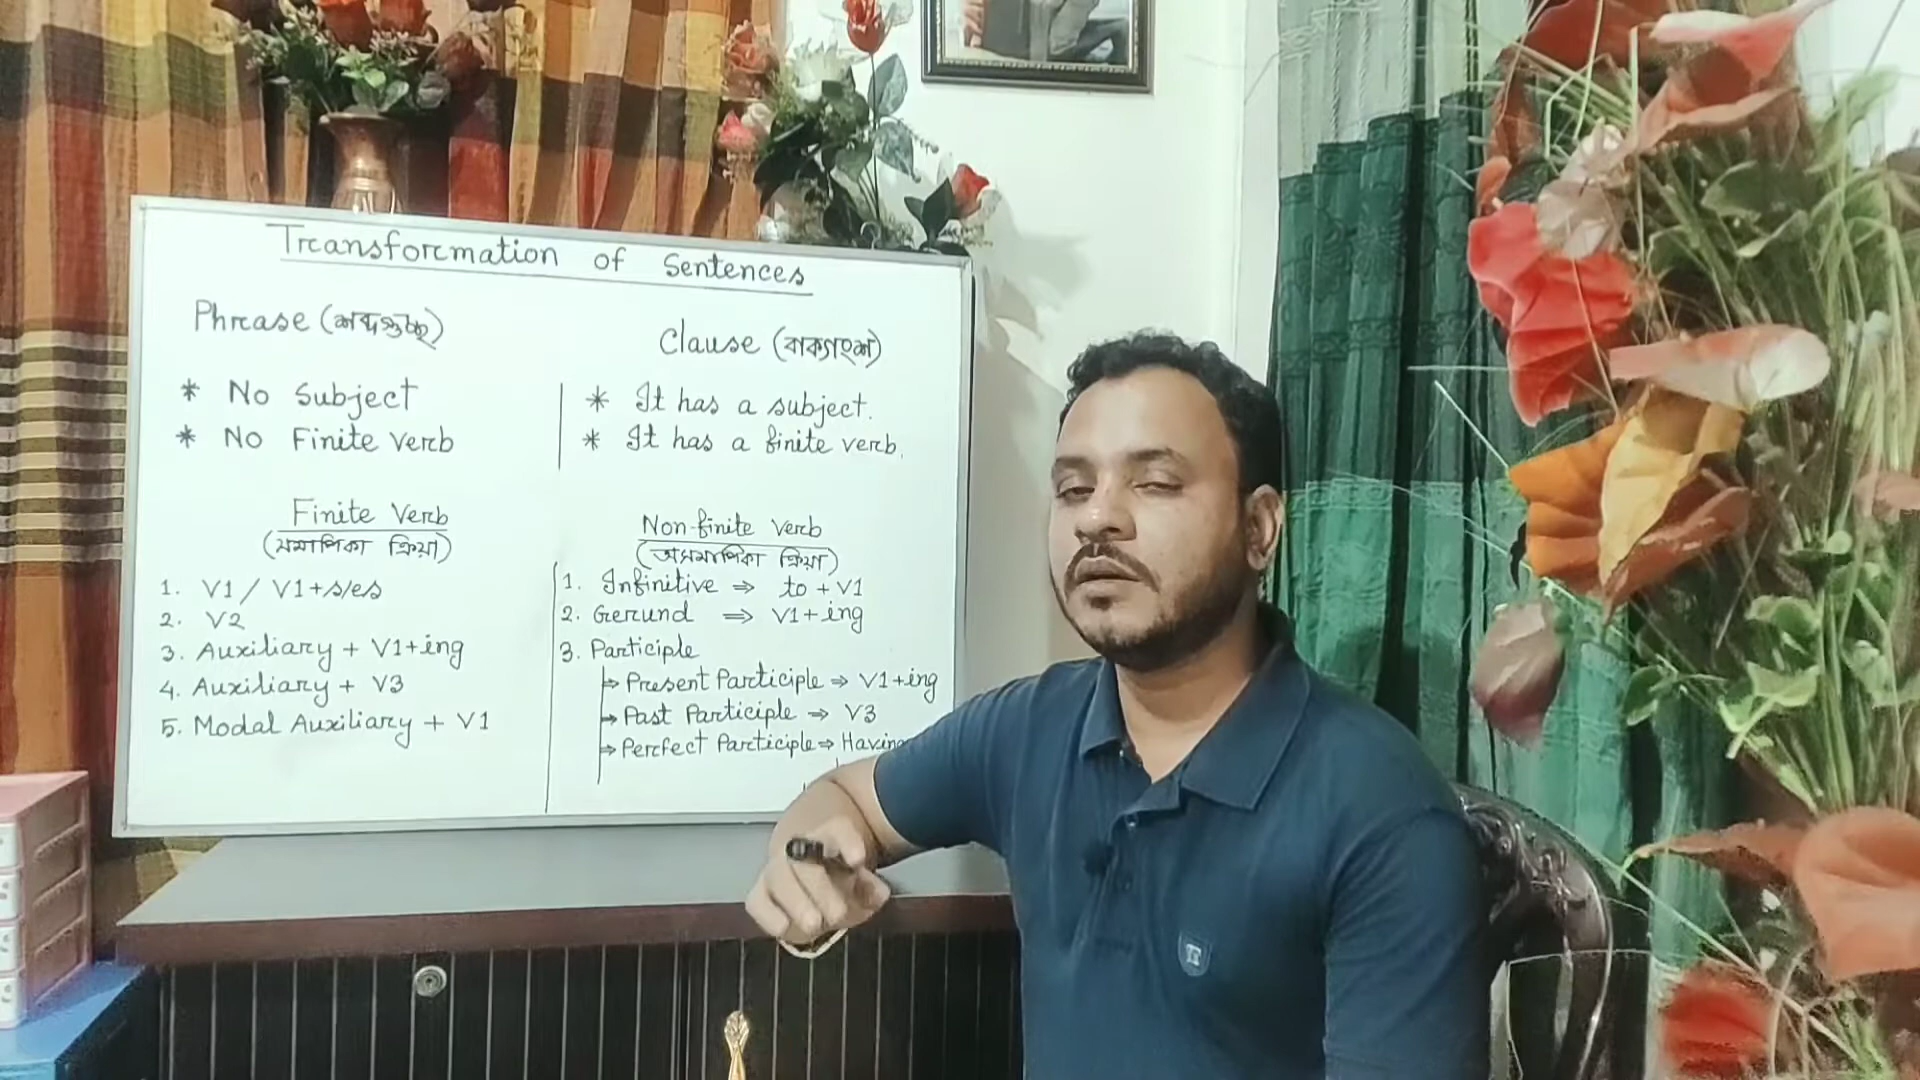 Transformation of Sentences
Phrase (শব্দগুচ্ছ)
* No Subject
* No Finite Verb
Clause (বাক্যাংশ)
* It has a subject.
* It has a finite verb.
Finite Verb
(সমাপিকা ক্রিয়া)
1. V1 / V1+s/es
2. V2
3. Auxiliary + V1+ing
4. Auxiliary + V3
5. Modal Auxiliary + V1
Non-finite Verb
(অসমাপিকা ক্রিয়া)
1. Infinitive ⇒ to + V1
2. Gerund ⇒ V1+ing
3. Participle
Present Participle ⇒ V1+ing
Past Participle ⇒ V3
Perfect Participle ⇒ Having